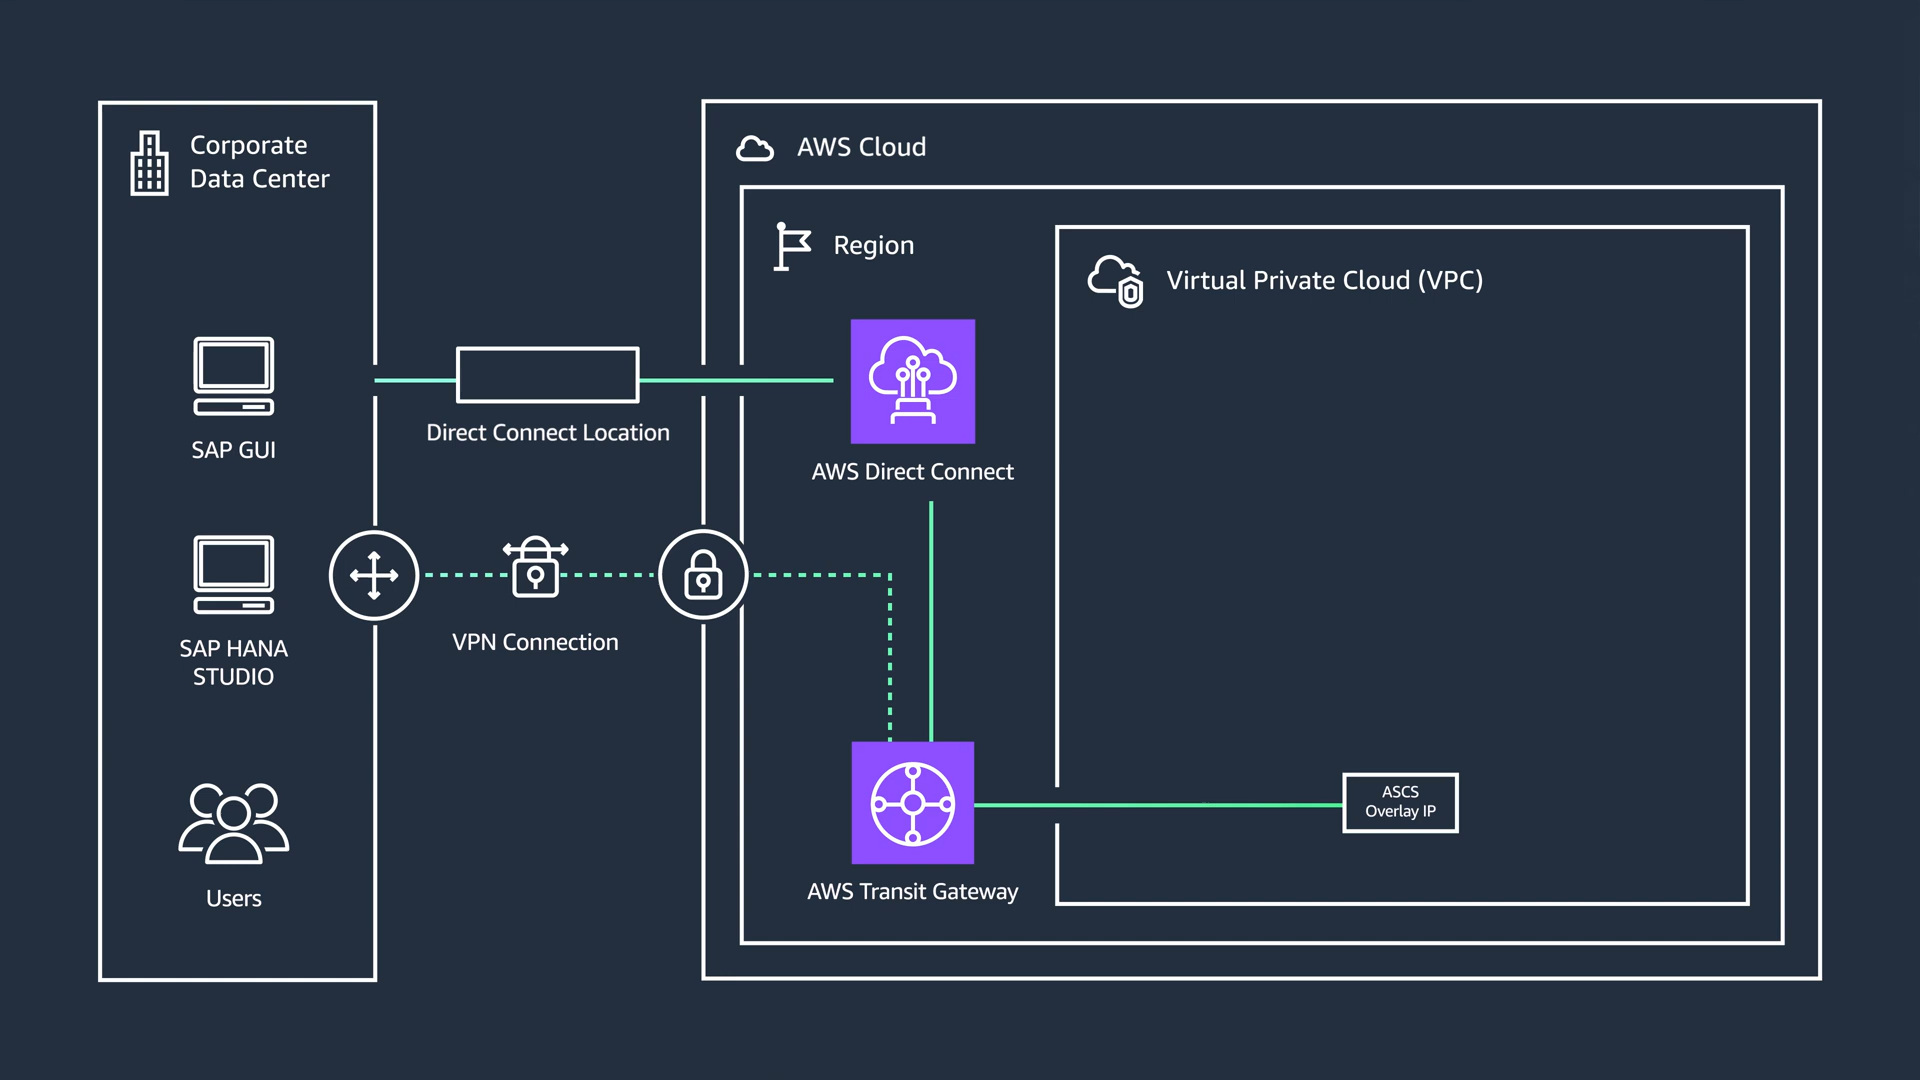 Corporate
Data Center
SAP GUI
SAP HANA
STUDIO
Users
Direct Connect Location
VPN Connection
AWS Cloud
Region
AWS Direct Connect
AWS Transit Gateway
Virtual Private Cloud (VPC)
ASCS
Overlay IP